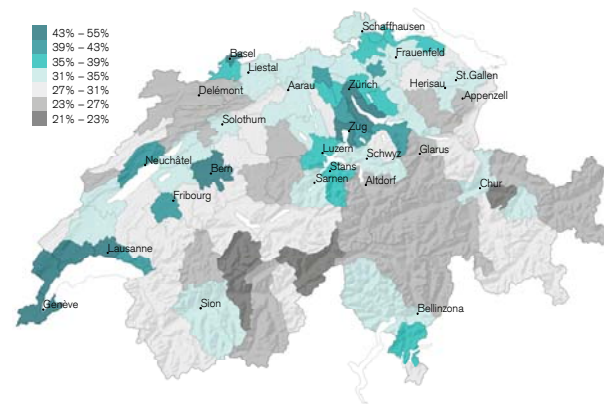 43% – 55%
39% – 43%
35% – 39%
31% – 35%
27% – 31%
23% – 27%
21% – 23%
Schaffhausen
Basel
Frauenfeld
Liestal
St.Gallen
Delémont
Aarau
Zürich
Herisau
Appenzell
Solothurn
Zug
Luzern
Neuchâtel
Schwyz
Glarus
Bern
Stans
Sarnen
Altdorf
Chur
Fribourg
Lausanne
Genève
Sion
Bellinzona